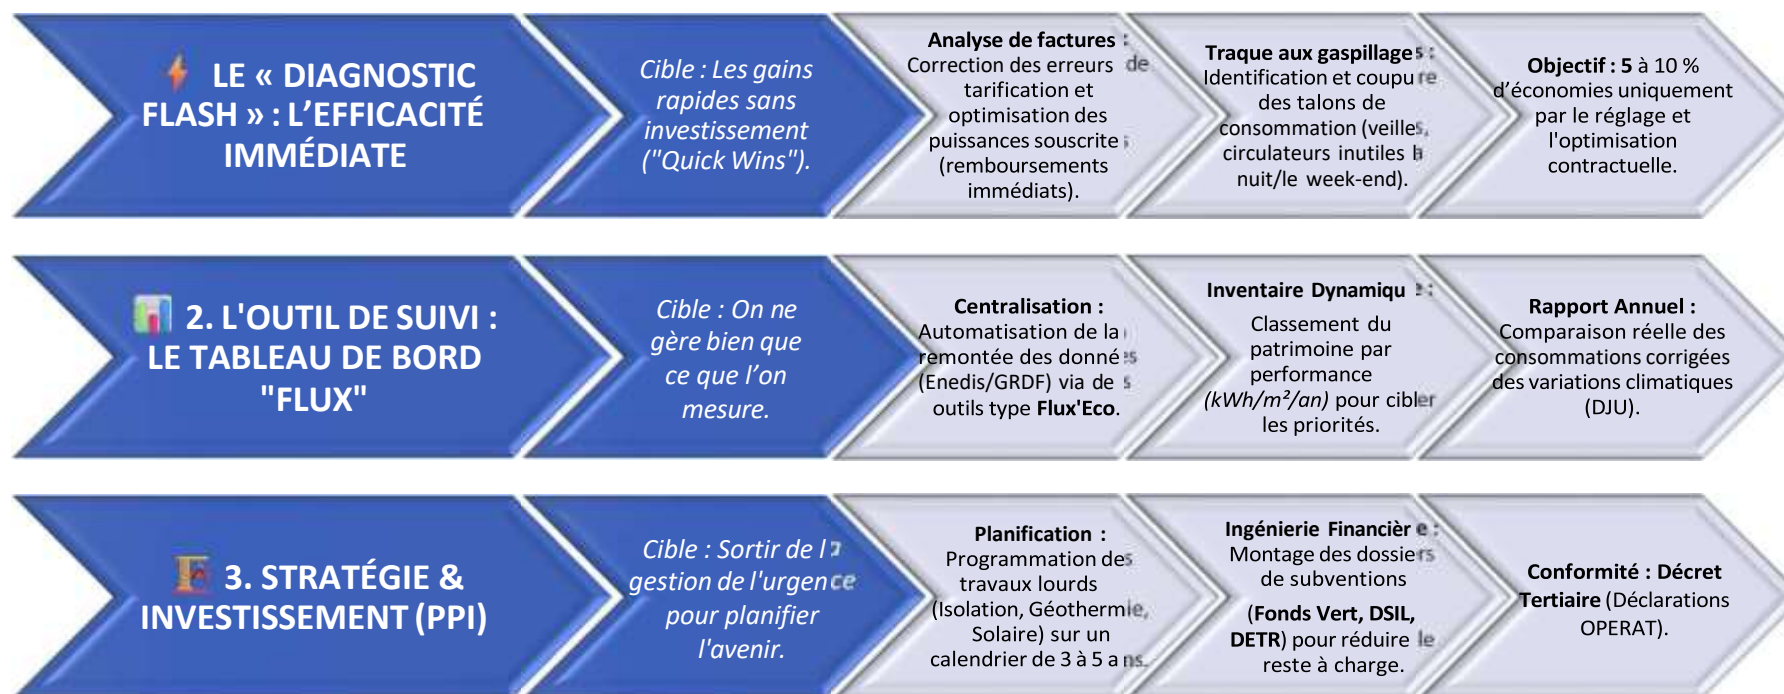 ⚡ LE « DIAGNOSTIC
FLASH » : L’EFFICACITÉ
IMMÉDIATE
Cible : Les gains
rapides sans
investissement
("Quick Wins").
Analyse de factures :
Correction des erreurs de
tarification et
optimisation des
puissances souscrites
(remboursements
immédiats).
Traque aux gaspillages :
Identification et coupure
des talons de
consommation (veilles,
circulateurs inutiles la
nuit/le week-end).
Objectif : 5 à 10 %
d’économies uniquement
par le réglage et
l'optimisation
contractuelle.
📊 2. L'OUTIL DE SUIVI :
LE TABLEAU DE BORD
"FLUX"
Cible : On ne
gère bien que
ce que l’on
mesure.
Centralisation :
Automatisation de la
remontée des données
(Enedis/GRDF) via des
outils type Flux'Eco.
Inventaire Dynamique :
Classement du
patrimoine par
performance
(kWh/m²/an) pour cibler
les priorités.
Rapport Annuel :
Comparaison réelle des
consommations corrigées
des variations climatiques
(DJU).
🏗️ 3. STRATÉGIE &
INVESTISSEMENT (PPI)
Cible : Sortir de la
gestion de l'urgence
pour planifier
l'avenir.
Planification :
Programmation des
travaux lourds
(Isolation, Géothermie,
Solaire) sur un
calendrier de 3 à 5 ans.
Ingénierie Financière :
Montage des dossiers
de subventions
(Fonds Vert, DSIL,
DETR) pour réduire le
reste à charge.
Conformité : Décret
Tertiaire (Déclarations
OPERAT).